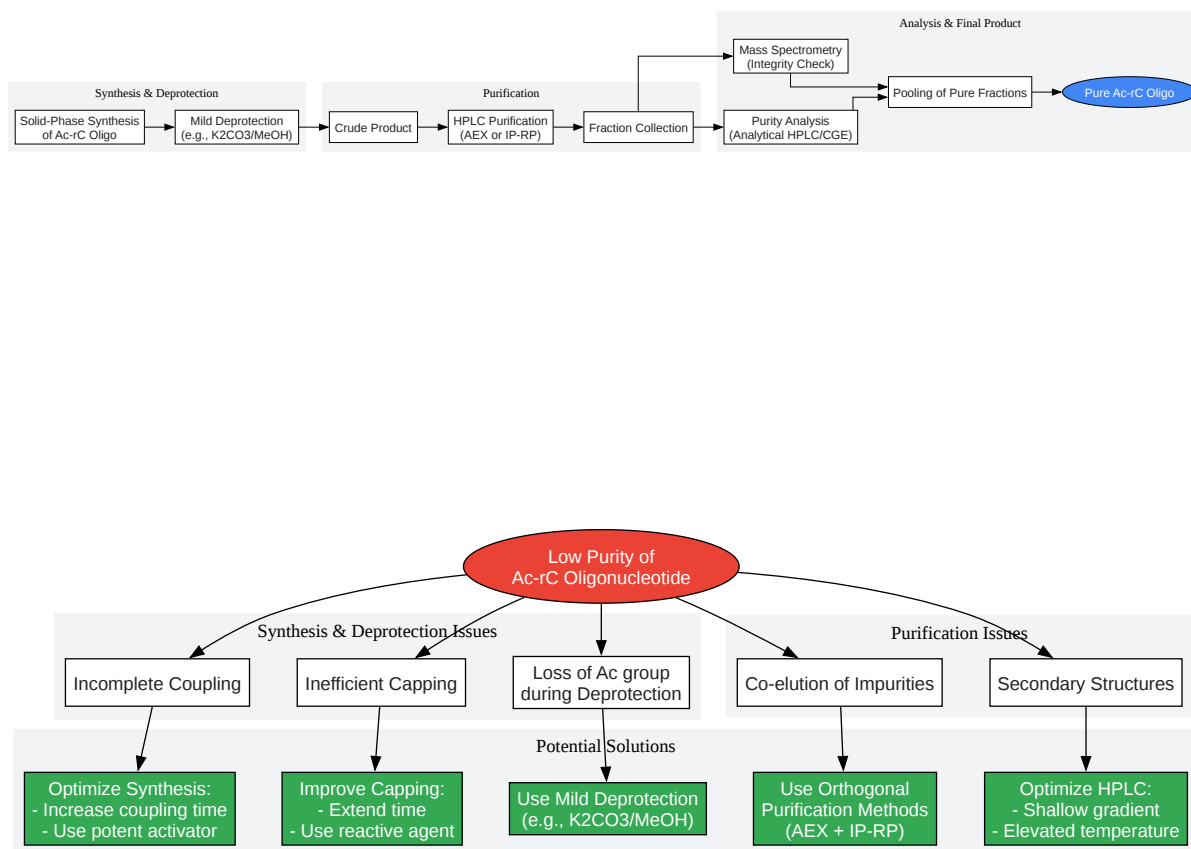 Analysis & Final Product
Mass Spectrometry
(Integrity Check)
Synthesis & Deprotection
Purification
Pooling of Pure Fractions
Pure Ac-rC Oligo
Solid-Phase Synthesis
of Ac-rC Oligo
Mild Deprotection
(e.g., K2CO3/MeOH)
Crude Product
HPLC Purification
(AEX or IP-RP)
Fraction Collection
Purity Analysis
(Analytical HPLC/CGE)
Low Purity of
Ac-rC Oligonucleotide
Synthesis & Deprotection Issues
Purification Issues
Incomplete Coupling
Inefficient Capping
Loss of Ac group
during Deprotection
Co-elution of Impurities
Secondary Structures
Potential Solutions
Optimize Synthesis:
- Increase coupling time
- Use potent activator
Improve Capping:
- Extend time
- Use reactive agent
Use Mild Deprotection
(e.g., K2CO3/MeOH)
Use Orthogonal
Purification Methods
(AEX + IP-RP)
Optimize HPLC:
- Shallow gradient
- Elevated temperature